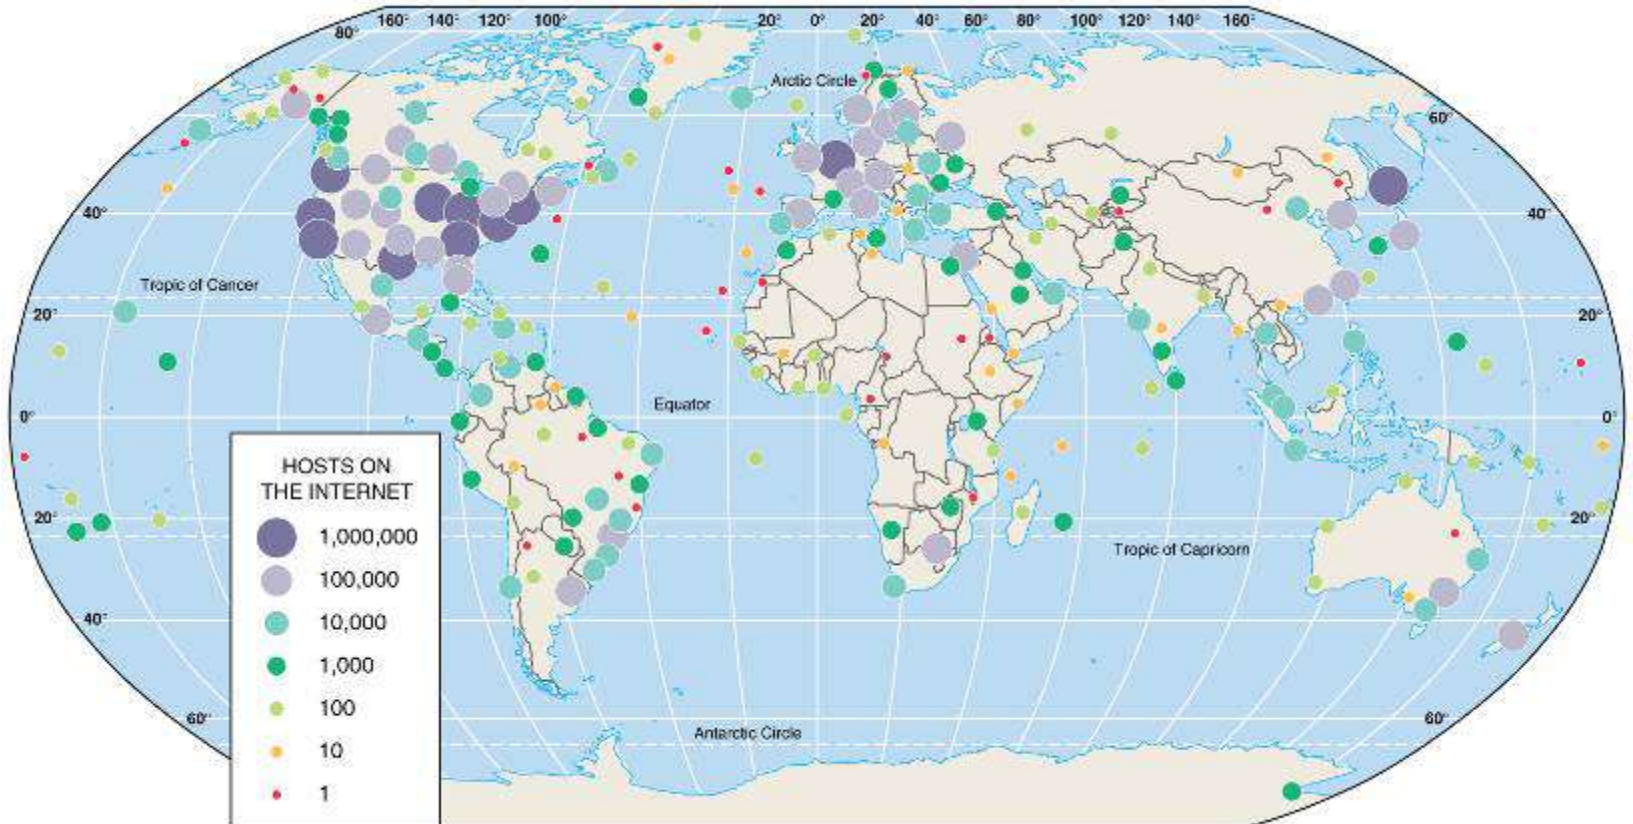 160° 140° 120° 100° 20° 0° 20° 40° 60° 80° 100° 120° 140° 160°
80°
Arctic Circle
60°
40° 40°
Tropic of Cancer
20° 20°
Equator
0° 0°
HOSTS ON
THE INTERNET
20° 20°
1,000,000
Tropic of Capricorn
100,000
10,000
40°
1,000
100
60° 60°
Antarctic Circle
10
1